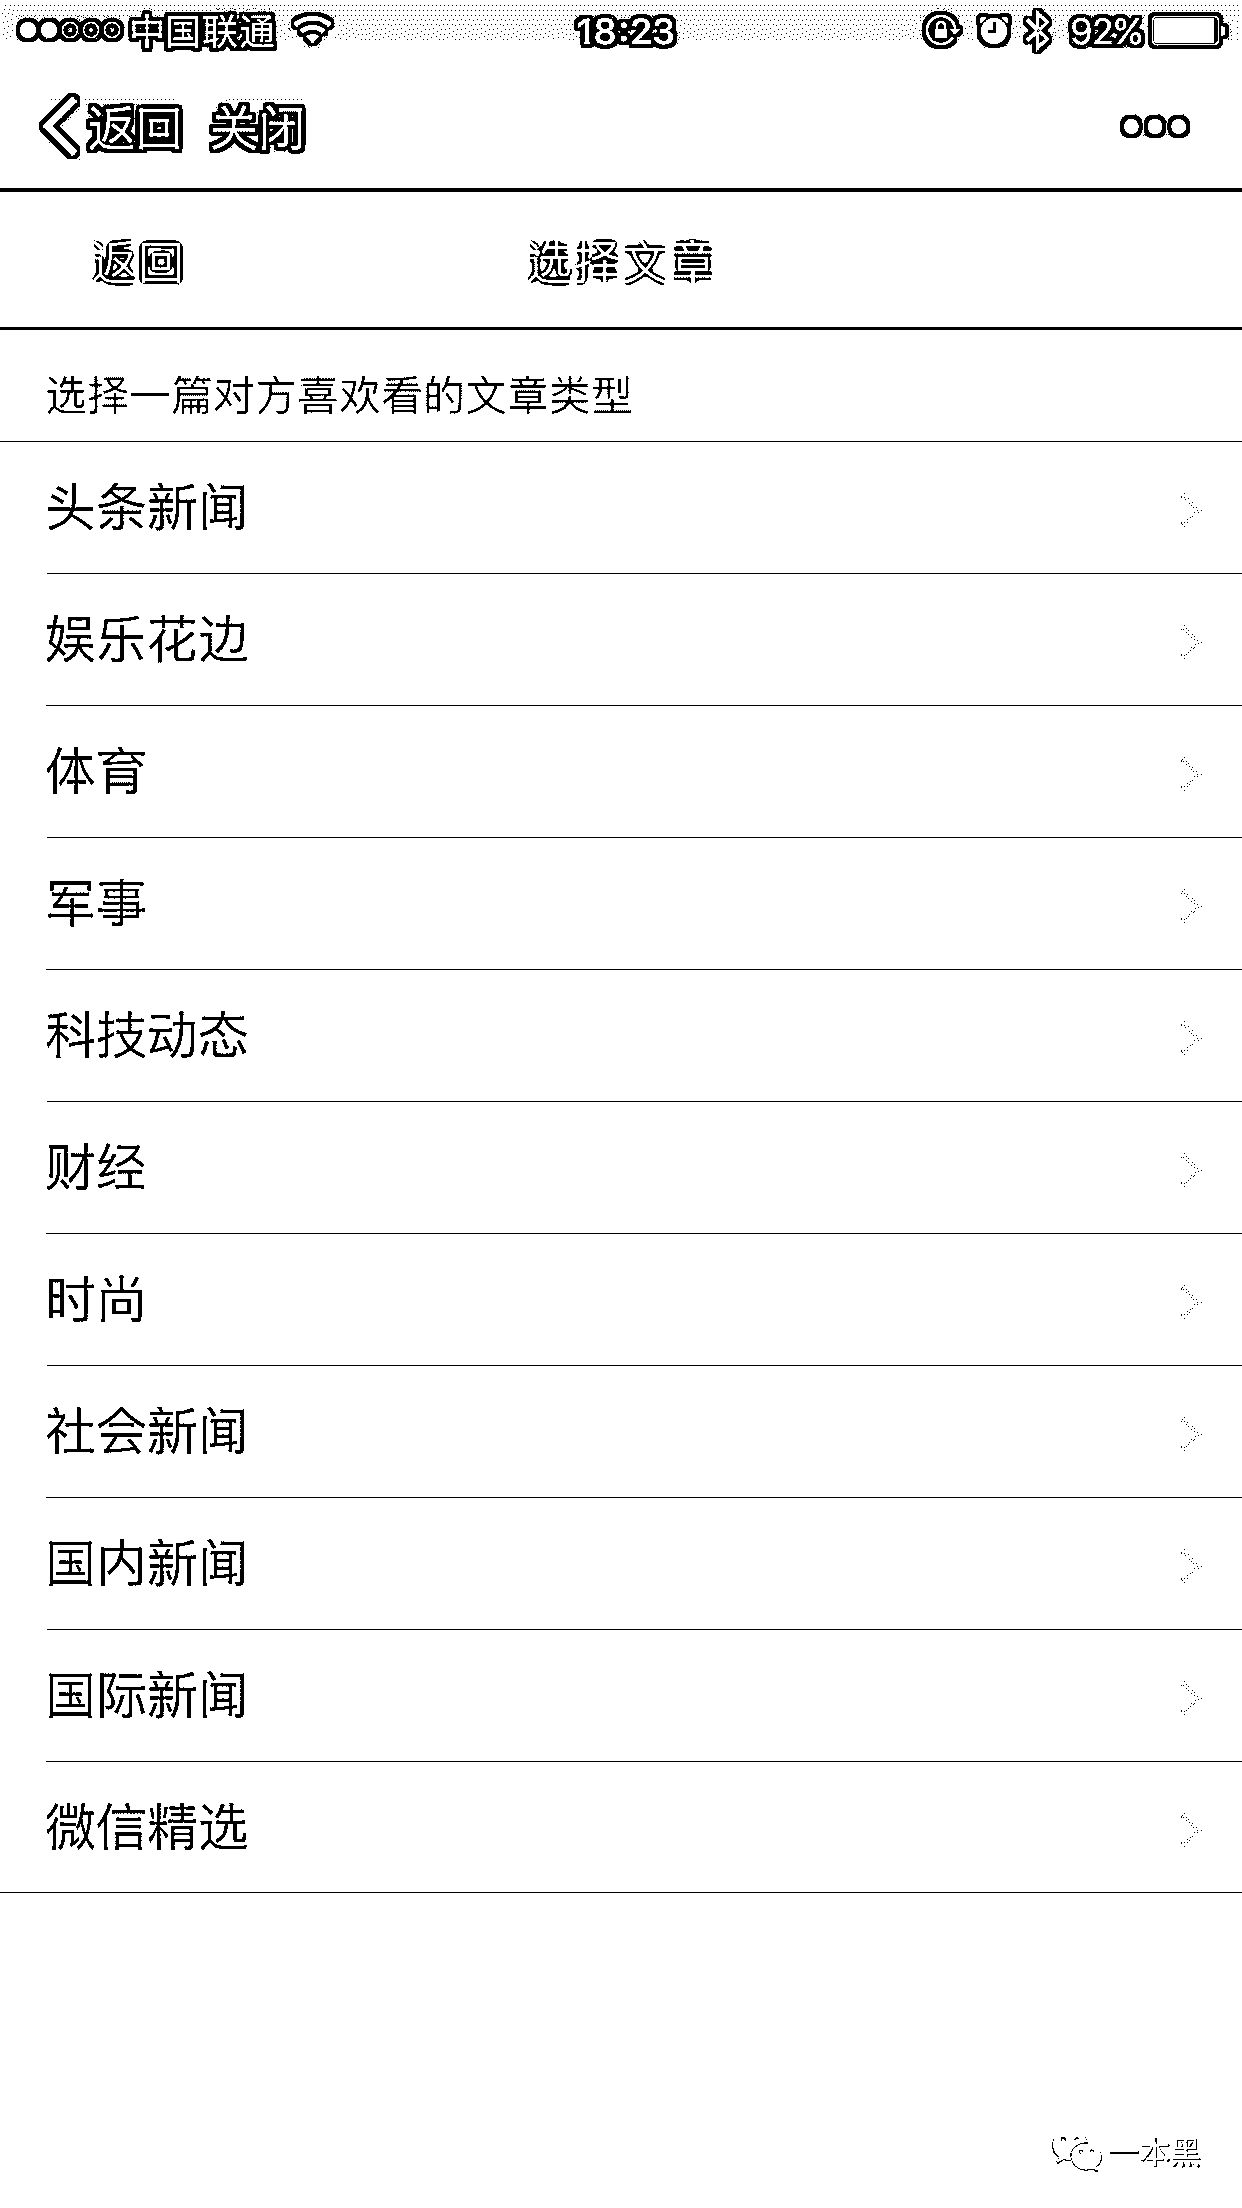 中国联通 18:23 92%
返回 关闭
返回 选择文章
选择一篇对方喜欢看的文章类型
头条新闻
娱乐花边
体育
军事
科技动态
财经
时尚
社会新闻
国内新闻
国际新闻
微信精选
一本黑